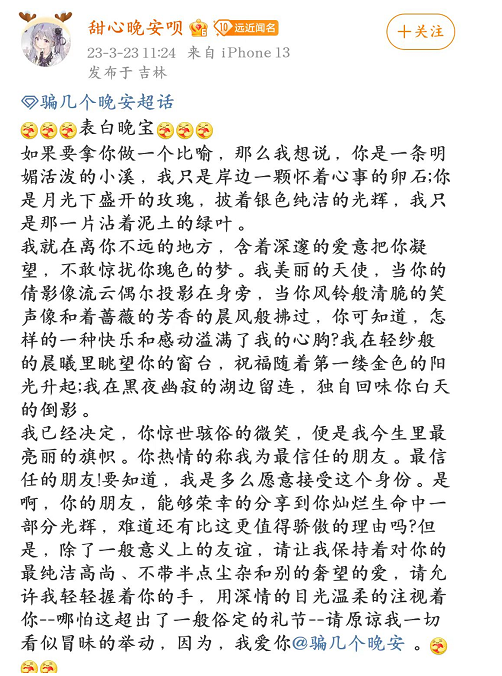 甜心晚安呗
10 远近闻名
+关注
23-3-23 11:24 来自 iPhone 13
发布于 吉林
骗几个晚安超话
表白晚宝
如果要拿你做一个比喻，那么我想说，你是一条明
媚活泼的小溪，我只是岸边一颗怀着心事的卵石;你
是月光下盛开的玫瑰，披着银色纯洁的光辉，我只
是那一片沾着泥土的绿叶。
我就在离你不远的地方，含着深邃的爱意把你凝
望，不敢惊扰你瑰色的梦。我美丽的天使，当你的
倩影像流云偶尔投影在身旁，当你风铃般清脆的笑
声像和着蔷薇的芳香的晨风般拂过，你可知道，怎
样的一种快乐和感动溢满了我的心胸?我在轻纱般
的晨曦里眺望你的窗台，祝福随着第一缕金色的阳
光升起;我在黑夜幽寂的湖边留连，独自回味你白天
的倒影。
我已经决定，你惊世骇俗的微笑，便是我今生里最
亮丽的旗帜。你热情的称我为最信任的朋友。最信
任的朋友!要知道，我是多么愿意接受这个身份。是
啊，你的朋友，能够荣幸的分享到你灿烂生命中一
部分光辉，难道还有比这更值得骄傲的理由吗?但
是，除了一般意义上的友谊，请让我保持着对你的
最纯洁高尚、不带半点尘杂和别的奢望的爱，请允
许我轻轻握着你的手，用深情的目光温柔的注视着
你--哪怕这超出了一般俗定的礼节--请原谅我一切
看似冒昧的举动，因为，我爱你@骗几个晚安 。